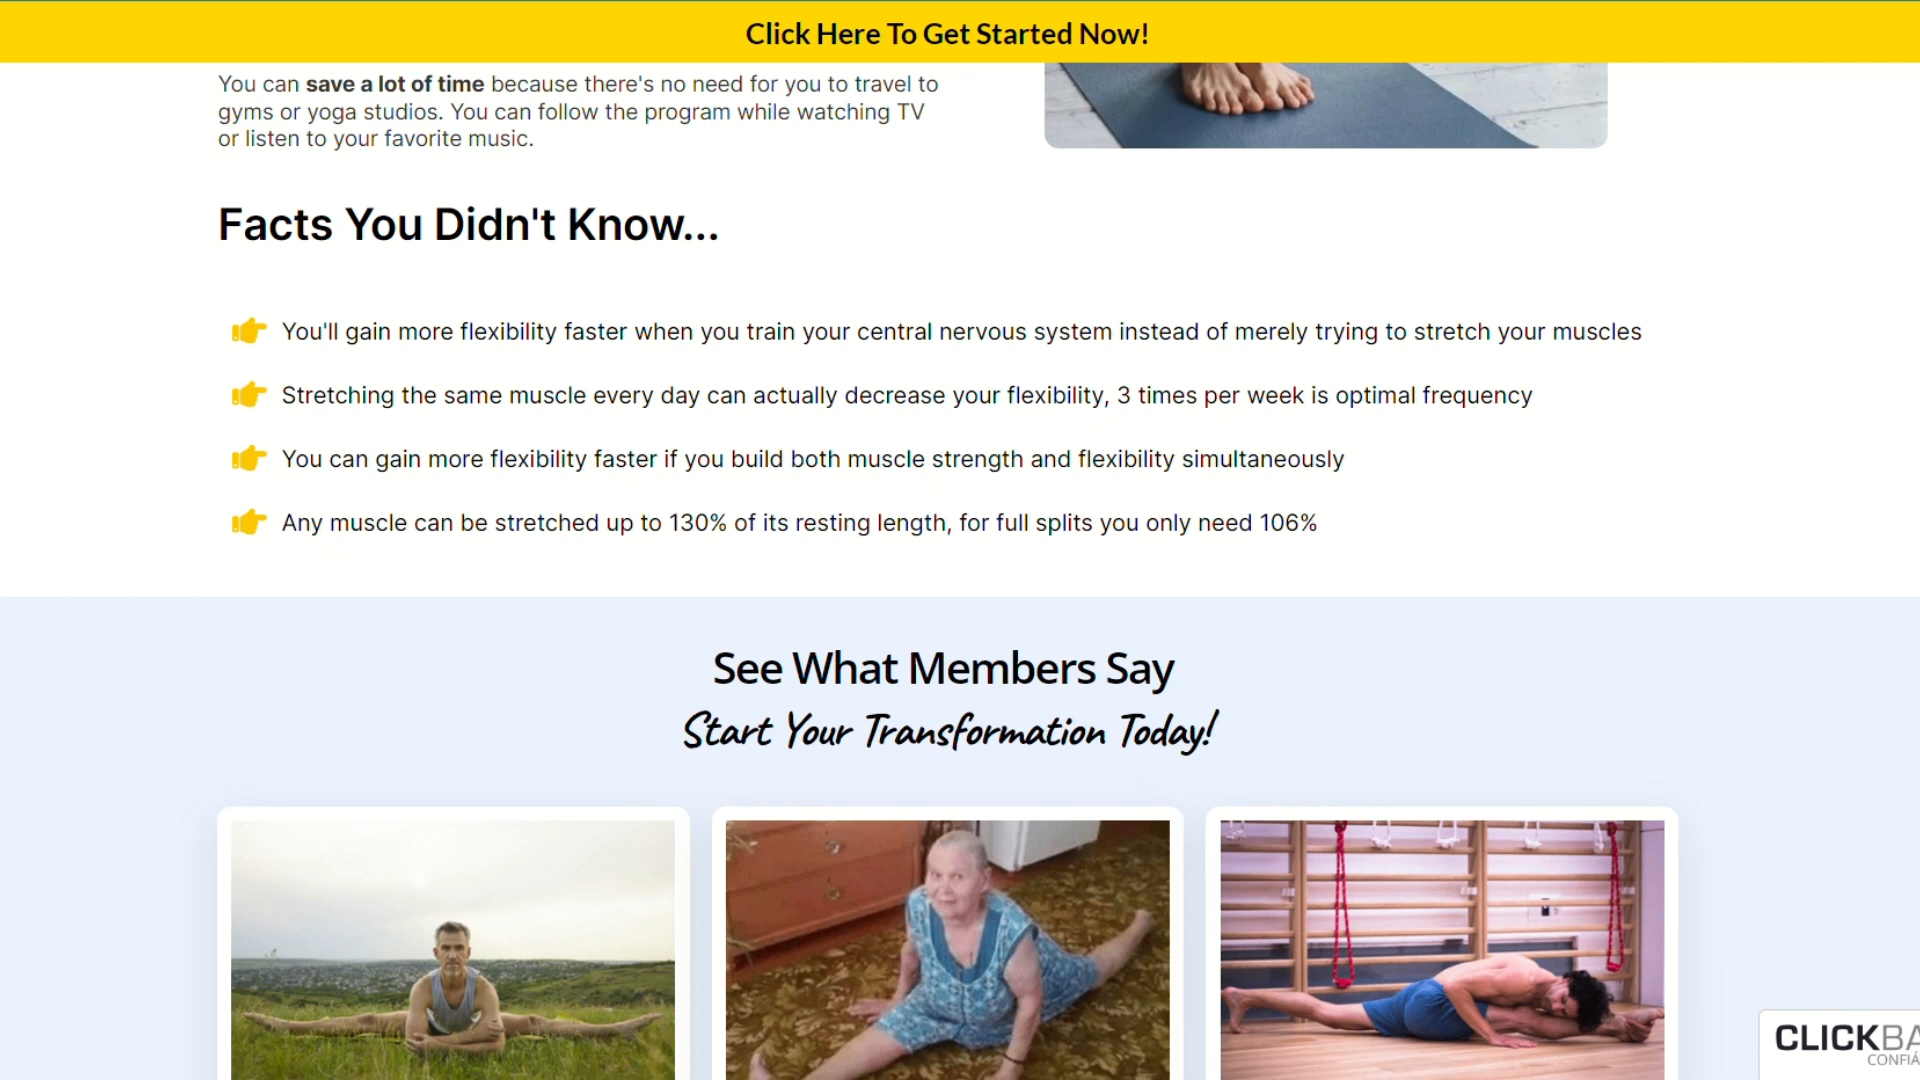 Click Here To Get Started Now!
You can save a lot of time because there's no need for you to travel to
gyms or yoga studios. You can follow the program while watching TV
or listen to your favorite music.
Facts You Didn't Know...
You'll gain more flexibility faster when you train your central nervous system instead of merely trying to stretch your muscles
Stretching the same muscle every day can actually decrease your flexibility, 3 times per week is optimal frequency
You can gain more flexibility faster if you build both muscle strength and flexibility simultaneously
Any muscle can be stretched up to 130% of its resting length, for full splits you only need 106%
See What Members Say
Start Your Transformation Today!
CLICKBA
CONFIÁ